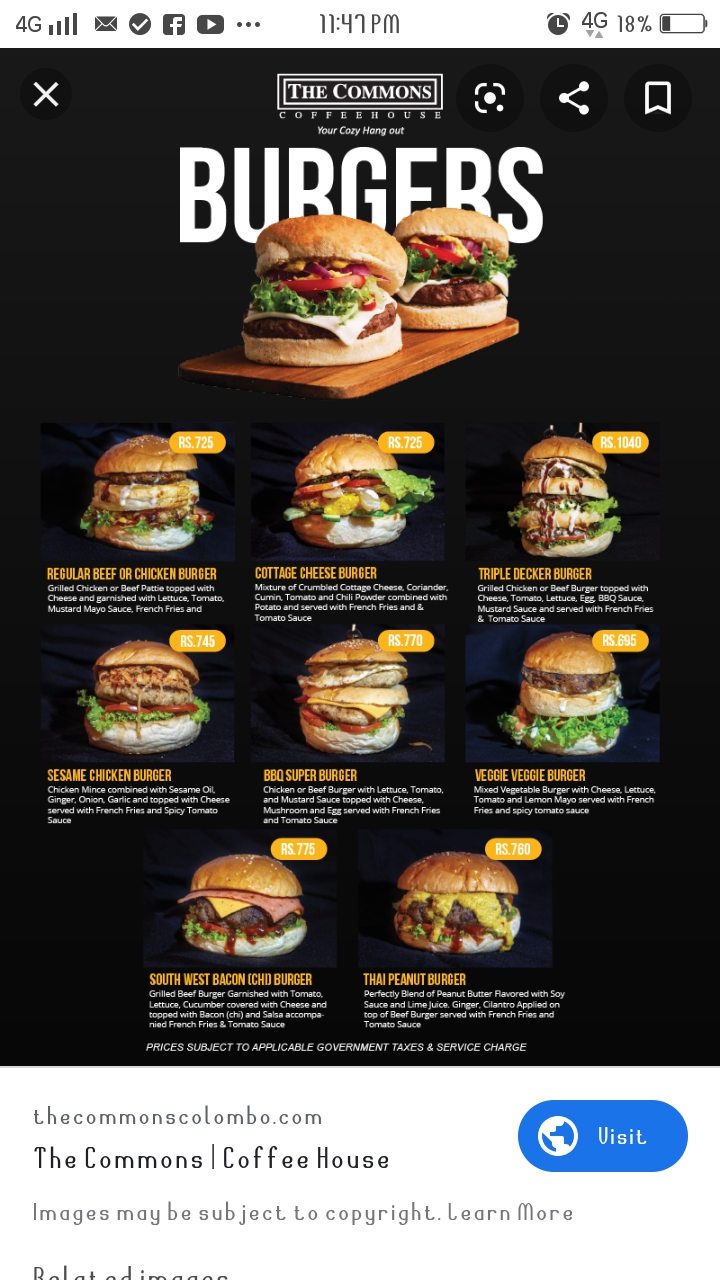 4G 11:47 PM 4G 18%
THE COMMONS
COFFEEHOUSE
Your Cozy Hang out
BURGERS
RS.725
REGULAR BEEF OR CHICKEN BURGER
Grilled Chicken or Beef Pattie topped with
Cheese and garnished with Lettuce, Tomato,
Mustard Mayo Sauce, French Fries and
RS.725
COTTAGE CHEESE BURGER
Mixture of Crumbled Cottage Cheese, Coriander,
Cumin, Tomato and Chili Powder combined with
Potato and served with French Fries and &
Tomato Sauce
RS.1040
TRIPLE DECKER BURGER
Grilled Chicken or Beef Burger topped with
Cheese, Tomato, Lettuce, Egg, BBQ Sauce,
Mustard Sauce and served with French Fries
& Tomato Sauce
RS.745
SESAME CHICKEN BURGER
Chicken Mince combined with Sesame Oil,
Ginger, Onion, Garlic and topped with Cheese
served with French Fries and Spicy Tomato
Sauce
RS.770
BBQ SUPER BURGER
Chicken or Beef Burger with Lettuce, Tomato,
and Mustard Sauce topped with Cheese,
Mushroom and Egg served with French Fries
and Tomato Sauce
RS.695
VEGGIE VEGGIE BURGER
Mixed Vegetable Burger with Cheese, Lettuce,
Tomato and Lemon Mayo served with French
Fries and spicy tomato sauce
RS.775
SOUTH WEST BACON (CHI) BURGER
Grilled Beef Burger Garnished with Tomato,
Lettuce, Cucumber covered with Cheese and
topped with Bacon (chi) and Salsa accompa-
nied French Fries & Tomato Sauce
RS.760
THAI PEANUT BURGER
Perfectly Blend of Peanut Butter Flavored with Soy
Sauce and Lime Juice. Ginger, Cilantro Applied on
top of Beef Burger served with French Fries and
Tomato Sauce
PRICES SUBJECT TO APPLICABLE GOVERNMENT TAXES & SERVICE CHARGE
thecommonscolombo.com
The Commons | Coffee House
Visit
Images may be subject to copyright. Learn More
Related images